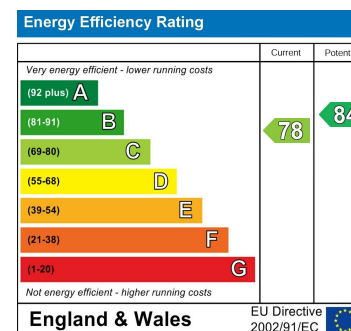 Energy Efficiency Rating
Current Potent
Very energy efficient - lower running costs
(92 plus) A
(81-91) B
84
78
(69-80) C
(55-68) D
(39-54) E
(21-38) F
(1-20) G
Not energy efficient - higher running costs
England & Wales
EU Directive
2002/91/EC